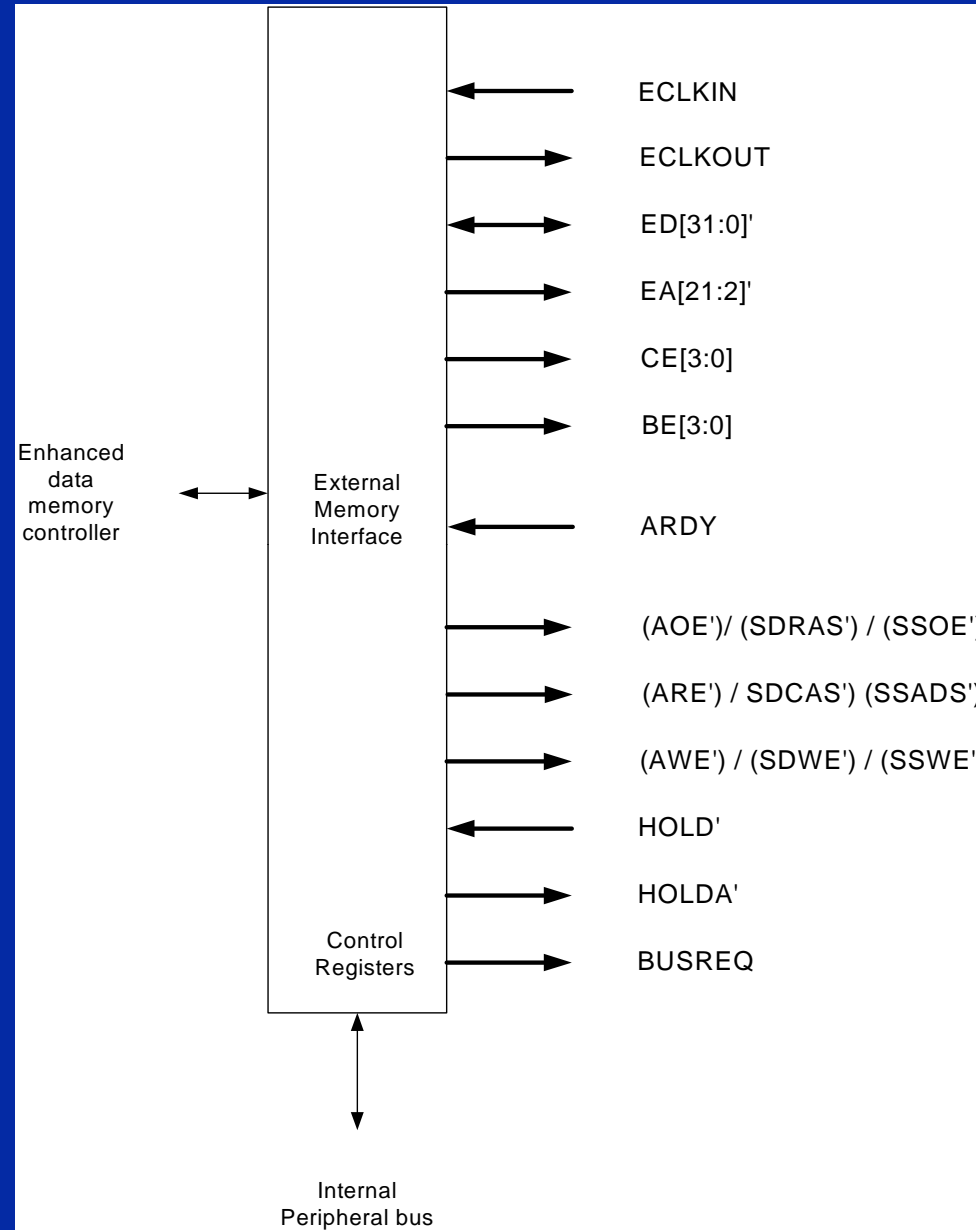 ECLKIN
ECLKOUT
ED[31:0]'
EA[21:2]'
CE[3:0]
BE[3:0]
Enhanced
data
memory
controller
External
Memory
Interface
ARDY
(AOE')/ (SDRAS') / (SSOE')
(ARE') / SDCAS') (SSADS')
(AWE') / (SDWE') / (SSWE'
HOLD'
HOLDA'
Control
Registers
BUSREQ
Internal
Peripheral bus